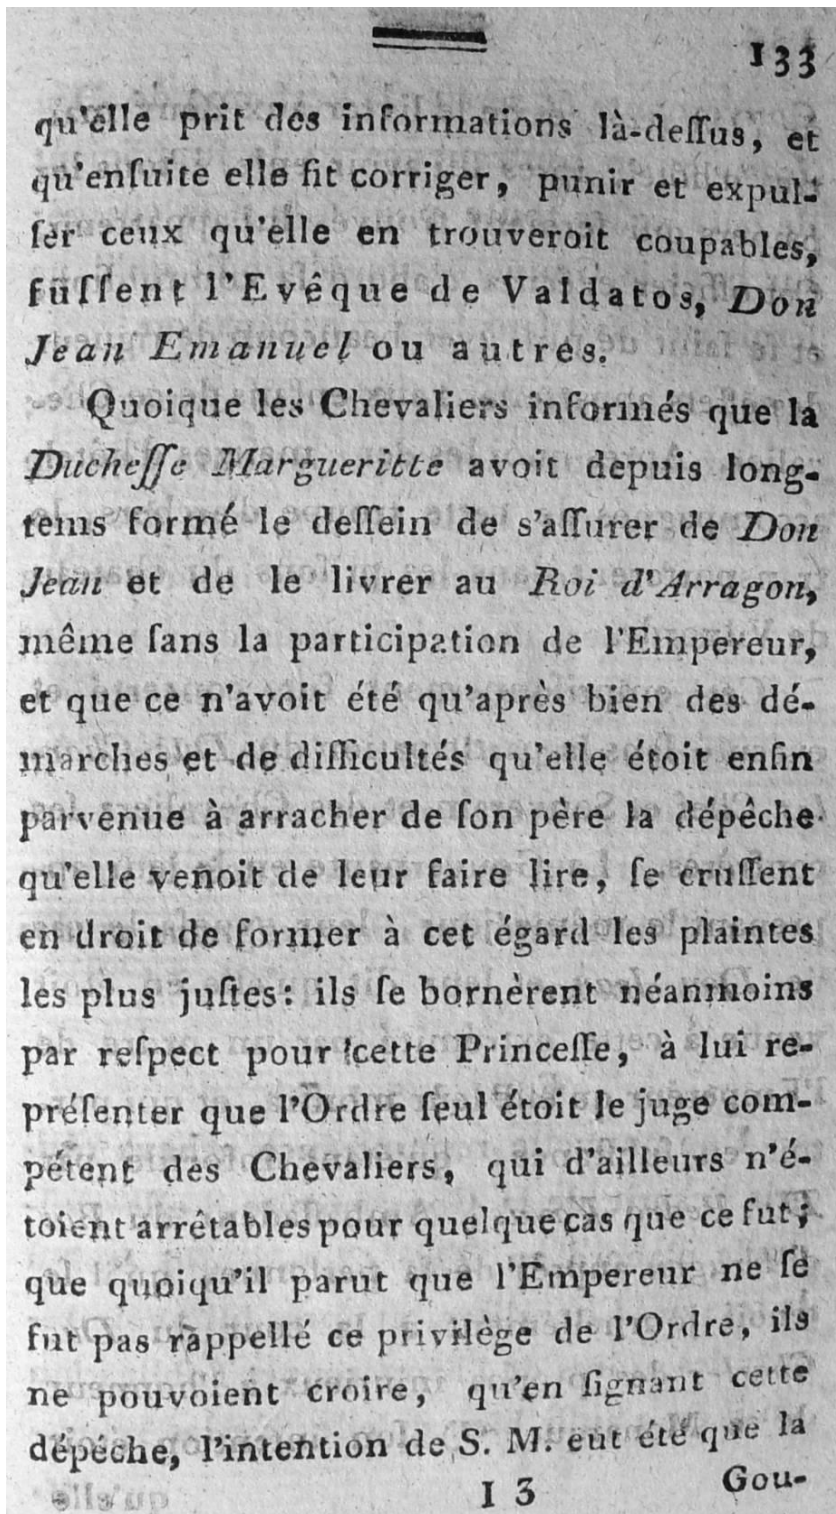 133
qu'elle prit des informations là-deſſus, et
qu'enſuite elle fit corriger, punir et expul-
ſer ceux qu'elle en trouveroit coupables,
fuſſent l'Evêque de Valdatos, Don
Jean Emanuel ou autres.
Quoique les Chevaliers informés que la
Ducheſſe Margueritte avoit depuis long-
tems formé le deſſein de s'aſſurer de Don
Jean et de le livrer au Roi d'Arragon,
même ſans la participation de l'Empereur,
et que ce n'avoit été qu'après bien des dé-
marches et de difficultés qu'elle étoit enfin
parvenue à arracher de ſon père la dépêche
qu'elle venoit de leur faire lire, ſe cruſſent
en droit de former à cet égard les plaintes
les plus juſtes: ils ſe bornèrent néanmoins
par reſpect pour cette Princeſſe, à lui re-
préſenter que l'Ordre ſeul étoit le juge com-
pétent des Chevaliers, qui d'ailleurs n'é-
toient arrêtables pour quelque cas que ce fut;
que quoiqu'il parut que l'Empereur ne ſe
fut pas rappellé ce privilège de l'Ordre, ils
ne pouvoient croire, qu'en ſignant cette
dépéche, l'intention de S. M. eut été que la
I 3
Gou-